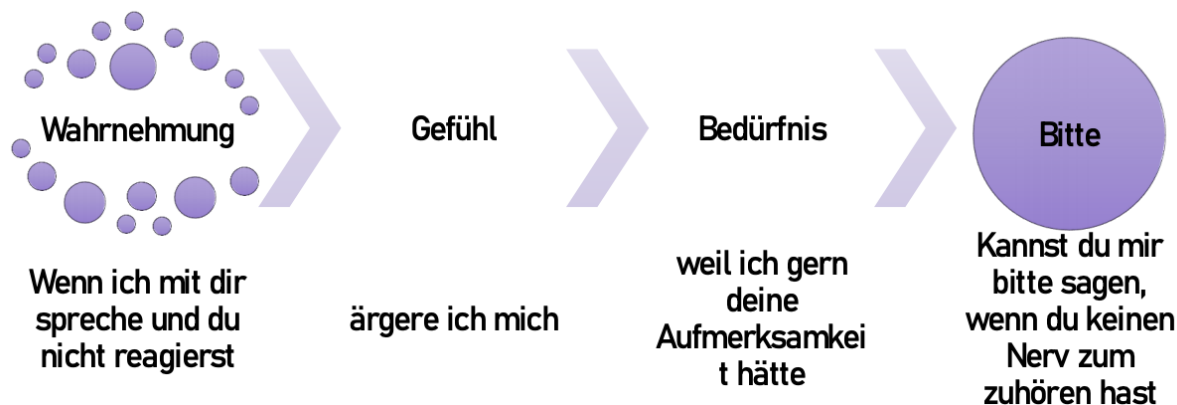 Wahrnehmung
Gefühl
Bedürfnis
Bitte
Wenn ich mit dir
spreche und du
nicht reagierst
ärgere ich mich
weil ich gern
deine
Aufmerksamkei
t hätte
Kannst du mir
bitte sagen,
wenn du keinen
Nerv zum
zuhören hast